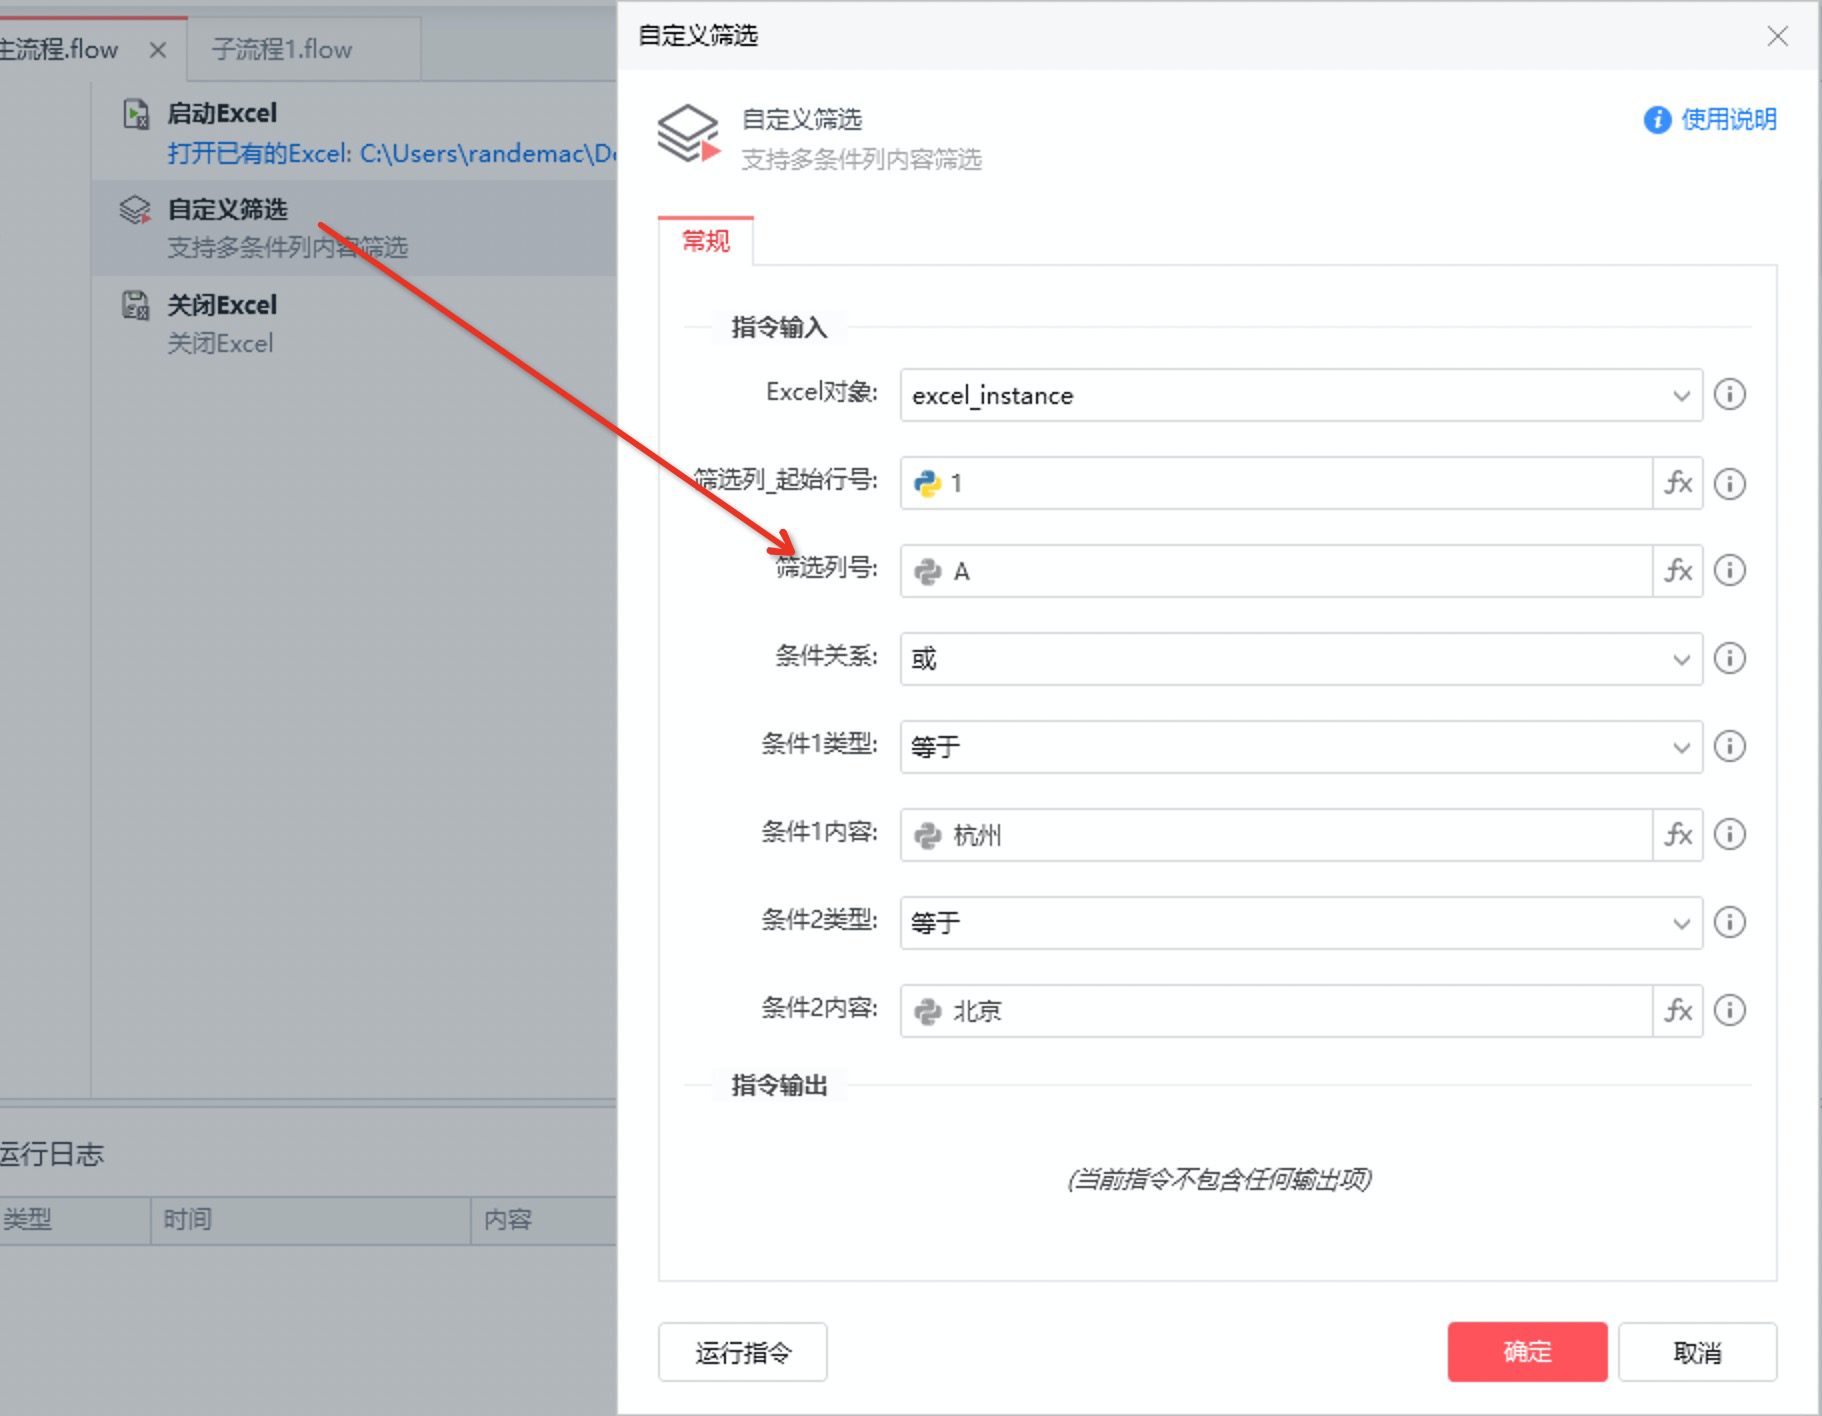 主流程.flow
子流程1.flow
启动Excel
打开已有的Excel: C:\Users\randemac\D
自定义筛选
支持多条件列内容筛选
关闭Excel
关闭Excel
运行日志
类型 时间 内容
自定义筛选
自定义筛选
支持多条件列内容筛选
使用说明
常规
指令输入
Excel对象: excel_instance
筛选列_起始行号: 1 fx
筛选列号: A fx
条件关系: 或
条件1类型: 等于
条件1内容: 杭州 fx
条件2类型: 等于
条件2内容: 北京 fx
指令输出
(当前指令不包含任何输出项)
运行指令
确定
取消